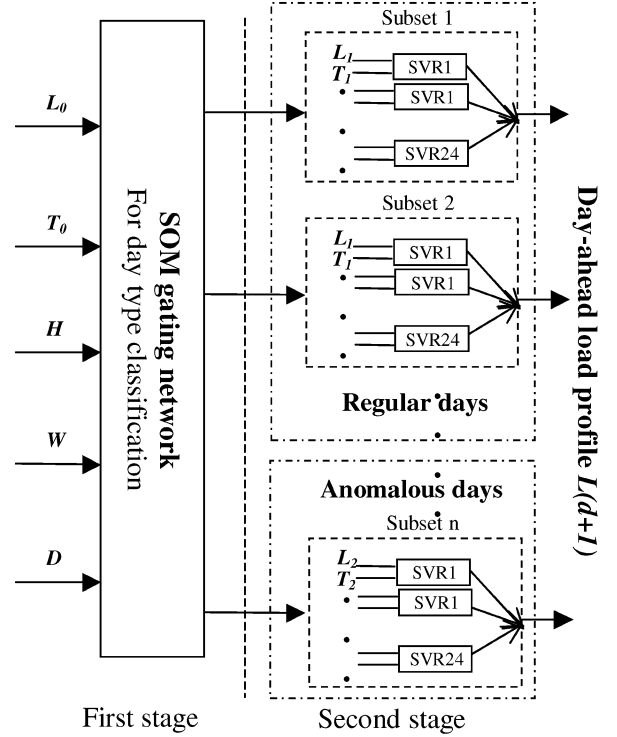 L0
T0
H
W
D
SOM gating network
For day type classification
Subset 1
L1
T1
SVR1
SVR1
SVR24
Subset 2
L1
T1
SVR1
SVR1
SVR24
Regular days
Anomalous days
Subset n
L2
T2
SVR1
SVR1
SVR24
Day-ahead load profile L(d+1)
First stage
Second stage